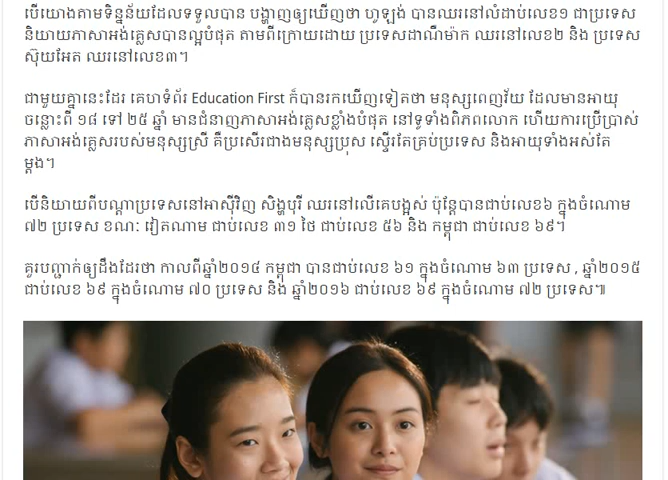 បើយោងតាមទិន្នន័យដែលទទួលបាន បង្ហាញឲ្យឃើញថា ហូឡង់ បានឈរនៅលំដាប់លេខ១ ជាប្រទេស
និយាយភាសាអង់គ្លេសបានល្អបំផុត តាមពីក្រោយដោយ ប្រទេសដាណឺម៉ាក ឈរនៅលេខ២ និង ប្រទេស
ស៊ុយអែត ឈរនៅលេខ៣។
ជាមួយគ្នានេះដែរ គេហទំព័រ Education First ក៏បានរកឃើញទៀតថា មនុស្សពេញវ័យ ដែលមានអាយុ
ចន្លោះពី ១៨ ទៅ ២៥ ឆ្នាំ មានជំនាញភាសាអង់គ្លេសខ្លាំងបំផុត នៅទូទាំងពិភពលោក ហើយការប្រើប្រាស់
ភាសាអង់គ្លេសរបស់មនុស្សស្រី គឺប្រសើរជាងមនុស្សប្រុស ស្ទើរតែគ្រប់ប្រទេស និងអាយុទាំងអស់តែ
ម្ដង។
បើនិយាយពីបណ្ដាប្រទេសនៅអាស៊ីវិញ សិង្ហបុរី ឈរនៅលើគេបង្អស់ ប៉ុន្តែបានជាប់លេខ៦ ក្នុងចំណោម
៧២ ប្រទេស ខណៈ វៀតណាម ជាប់លេខ ៣១ ថៃ ជាប់លេខ ៥៦ និង កម្ពុជា ជាប់លេខ ៦៩។
គួរបញ្ជាក់ឲ្យដឹងដែរថា កាលពីឆ្នាំ២០១៤ កម្ពុជា បានជាប់លេខ ៦១ ក្នុងចំណោម ៦៣ ប្រទេស , ឆ្នាំ២០១៥
ជាប់លេខ ៦៩ ក្នុងចំណោម ៧០ ប្រទេស និង ឆ្នាំ២០១៦ ជាប់លេខ ៦៩ ក្នុងចំណោម ៧២ ប្រទេស៕